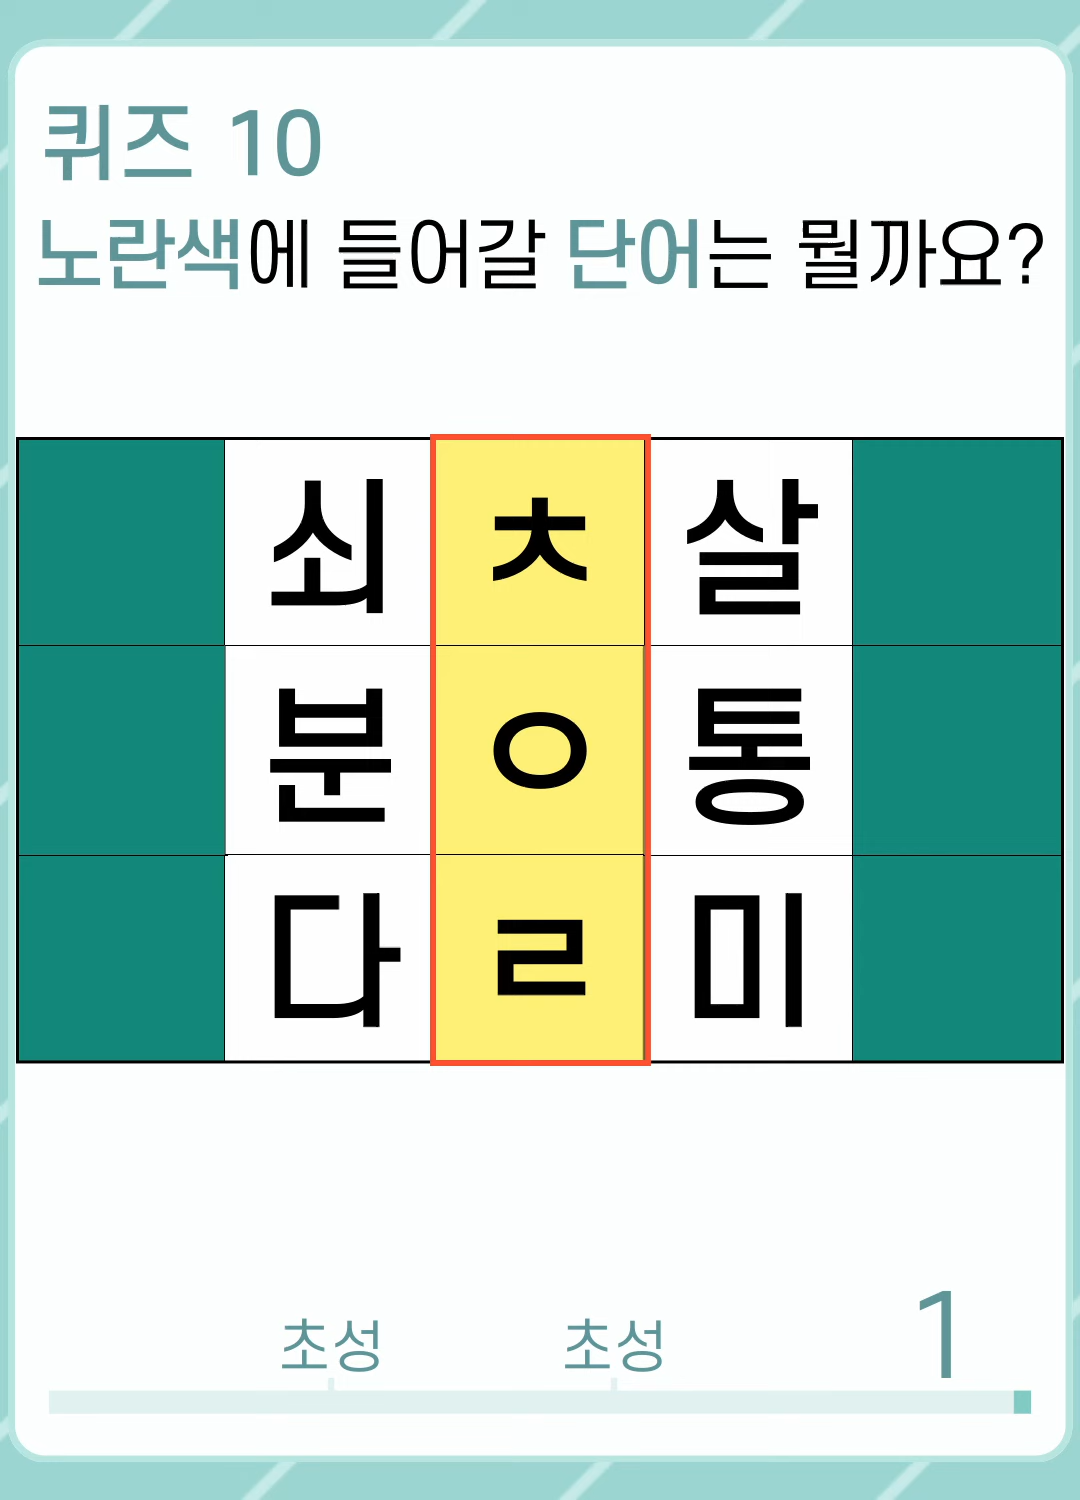 퀴즈 10
노란색에 들어갈 단어는 뭘까요?
쇠 ㅊ 살
분 ㅇ 통
다 ㄹ 미
초성 초성 1